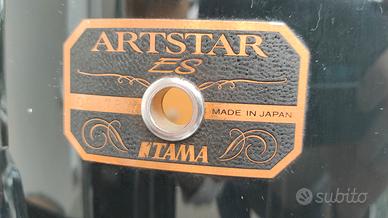 ARTSTAR
ES
MADE IN JAPAN
TAMA
subito